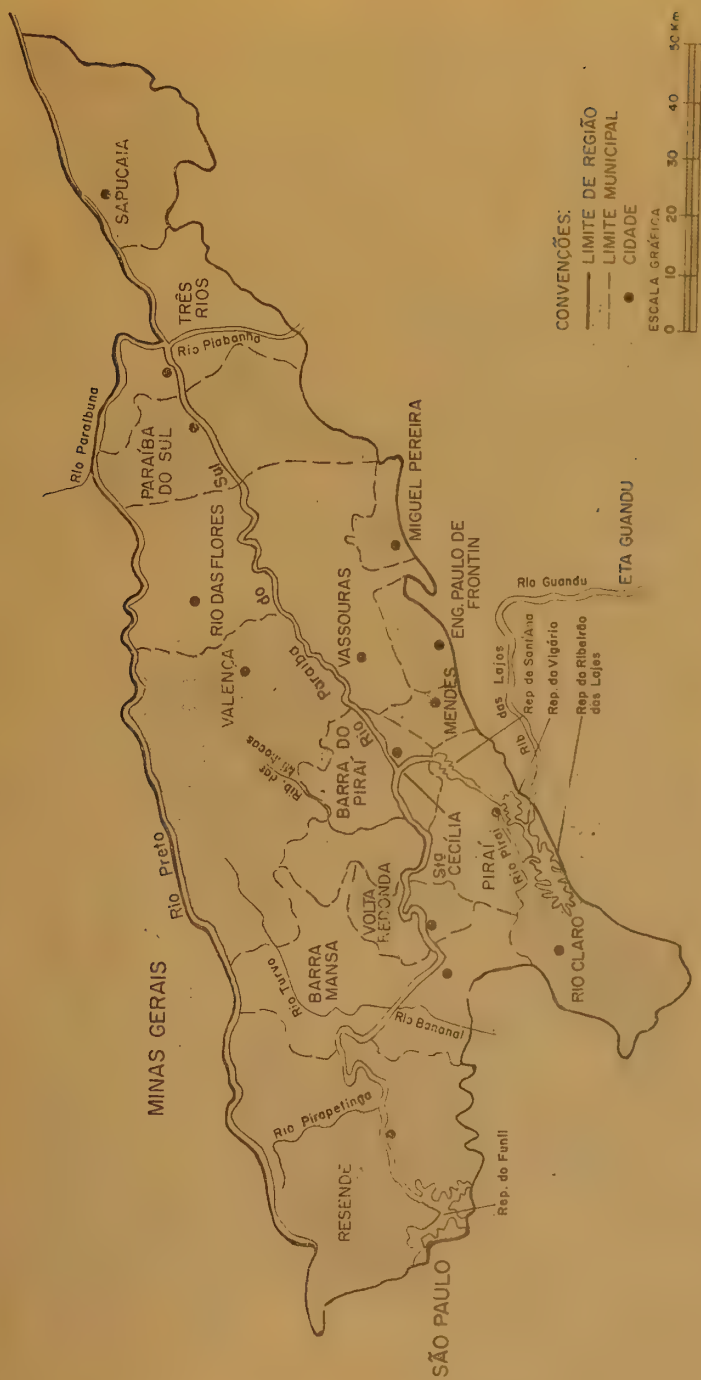 MINAS GERAIS
SÃO PAULO
Rio Preto
Rio Paraibuna
SAPUCAIA
TRÊS
RIOS
Rio Piabanha
PARAÍBA
DO SUL
RIO DAS FLORES
VALENÇA
Rio Paraíba do Sul
VASSOURAS
MIGUEL PEREIRA
ENG. PAULO DE
FRONTIN
MENDES
BARRA DO
PIRAÍ
Rib. das
Sta
CECÍLIA
VOLTA
REDONDA
BARRA
MANSA
Rio Turvo
Rio Bananal
PIRAÍ
Rio Piraí
RIO CLARO
RESENDE
Rio Pirapetinga
Rep. do Funil
Rib. das Lajes
Rio Guandu
ETA GUANDU
Rep. de Sant'Ana
Rep. do Vigário
Rep. do Ribeirão
das Lajes
CONVENÇÕES:
LIMITE DE REGIÃO
LIMITE MUNICIPAL
CIDADE
ESCALA GRÁFICA
0 10 20 30 40 50 Km